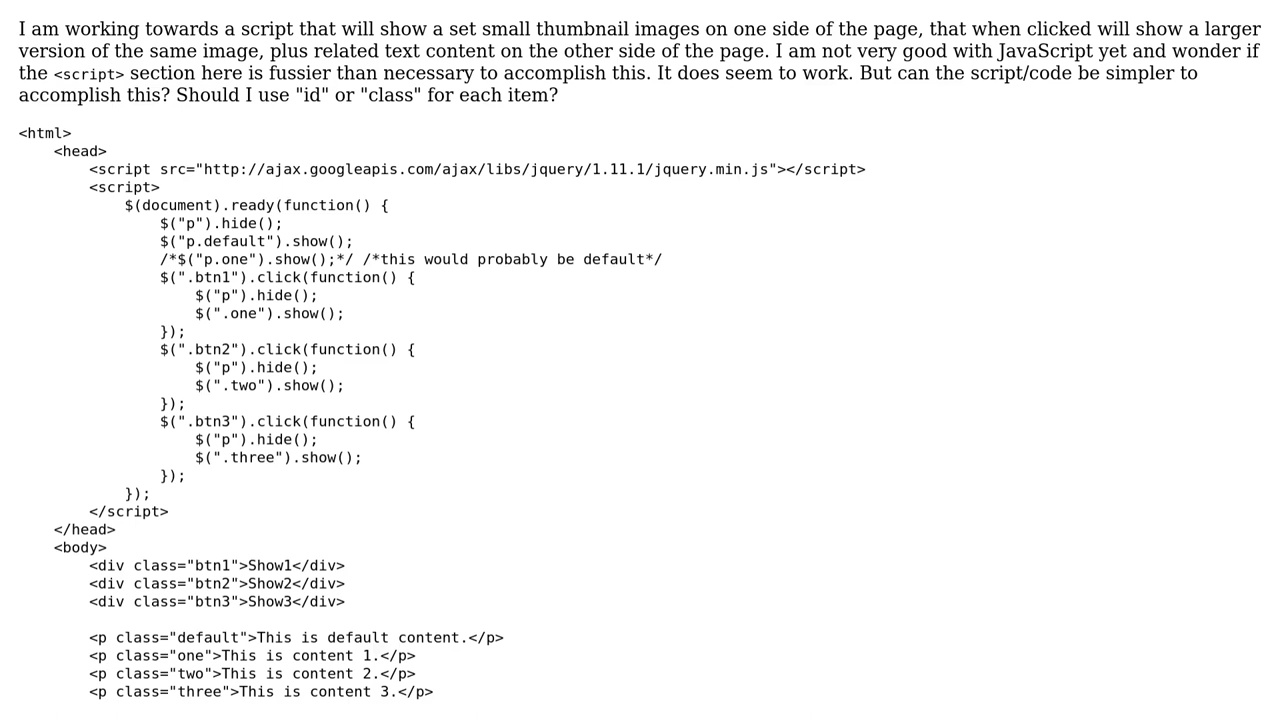 I am working towards a script that will show a set small thumbnail images on one side of the page, that when clicked will show a larger
version of the same image, plus related text content on the other side of the page. I am not very good with JavaScript yet and wonder if
the <script> section here is fussier than necessary to accomplish this. It does seem to work. But can the script/code be simpler to
accomplish this? Should I use "id" or "class" for each item?
<html>
    <head>
        <script src="http://ajax.googleapis.com/ajax/libs/jquery/1.11.1/jquery.min.js"></script>
        <script>
            $(document).ready(function() {
                $("p").hide();
                $("p.default").show();
                /*$("p.one").show();*/ /*this would probably be default*/
                $(".btn1").click(function() {
                    $("p").hide();
                    $(".one").show();
                });
                $(".btn2").click(function() {
                    $("p").hide();
                    $(".two").show();
                });
                $(".btn3").click(function() {
                    $("p").hide();
                    $(".three").show();
                });
            });
        </script>
    </head>
    <body>
        <div class="btn1">Show1</div>
        <div class="btn2">Show2</div>
        <div class="btn3">Show3</div>

        <p class="default">This is default content.</p>
        <p class="one">This is content 1.</p>
        <p class="two">This is content 2.</p>
        <p class="three">This is content 3.</p>